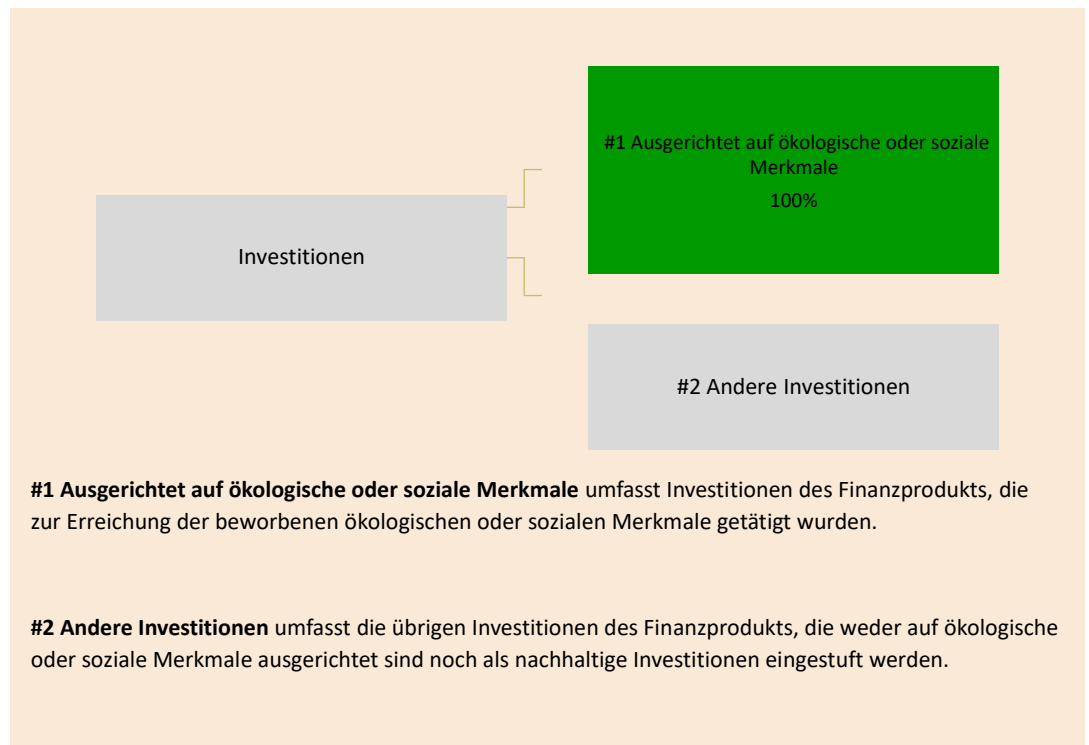 #1 Ausgerichtet auf ökologische oder soziale
Merkmale
100%
Investitionen
#2 Andere Investitionen
#1 Ausgerichtet auf ökologische oder soziale Merkmale umfasst Investitionen des Finanzprodukts, die
zur Erreichung der beworbenen ökologischen oder sozialen Merkmale getätigt wurden.
#2 Andere Investitionen umfasst die übrigen Investitionen des Finanzprodukts, die weder auf ökologische
oder soziale Merkmale ausgerichtet sind noch als nachhaltige Investitionen eingestuft werden.